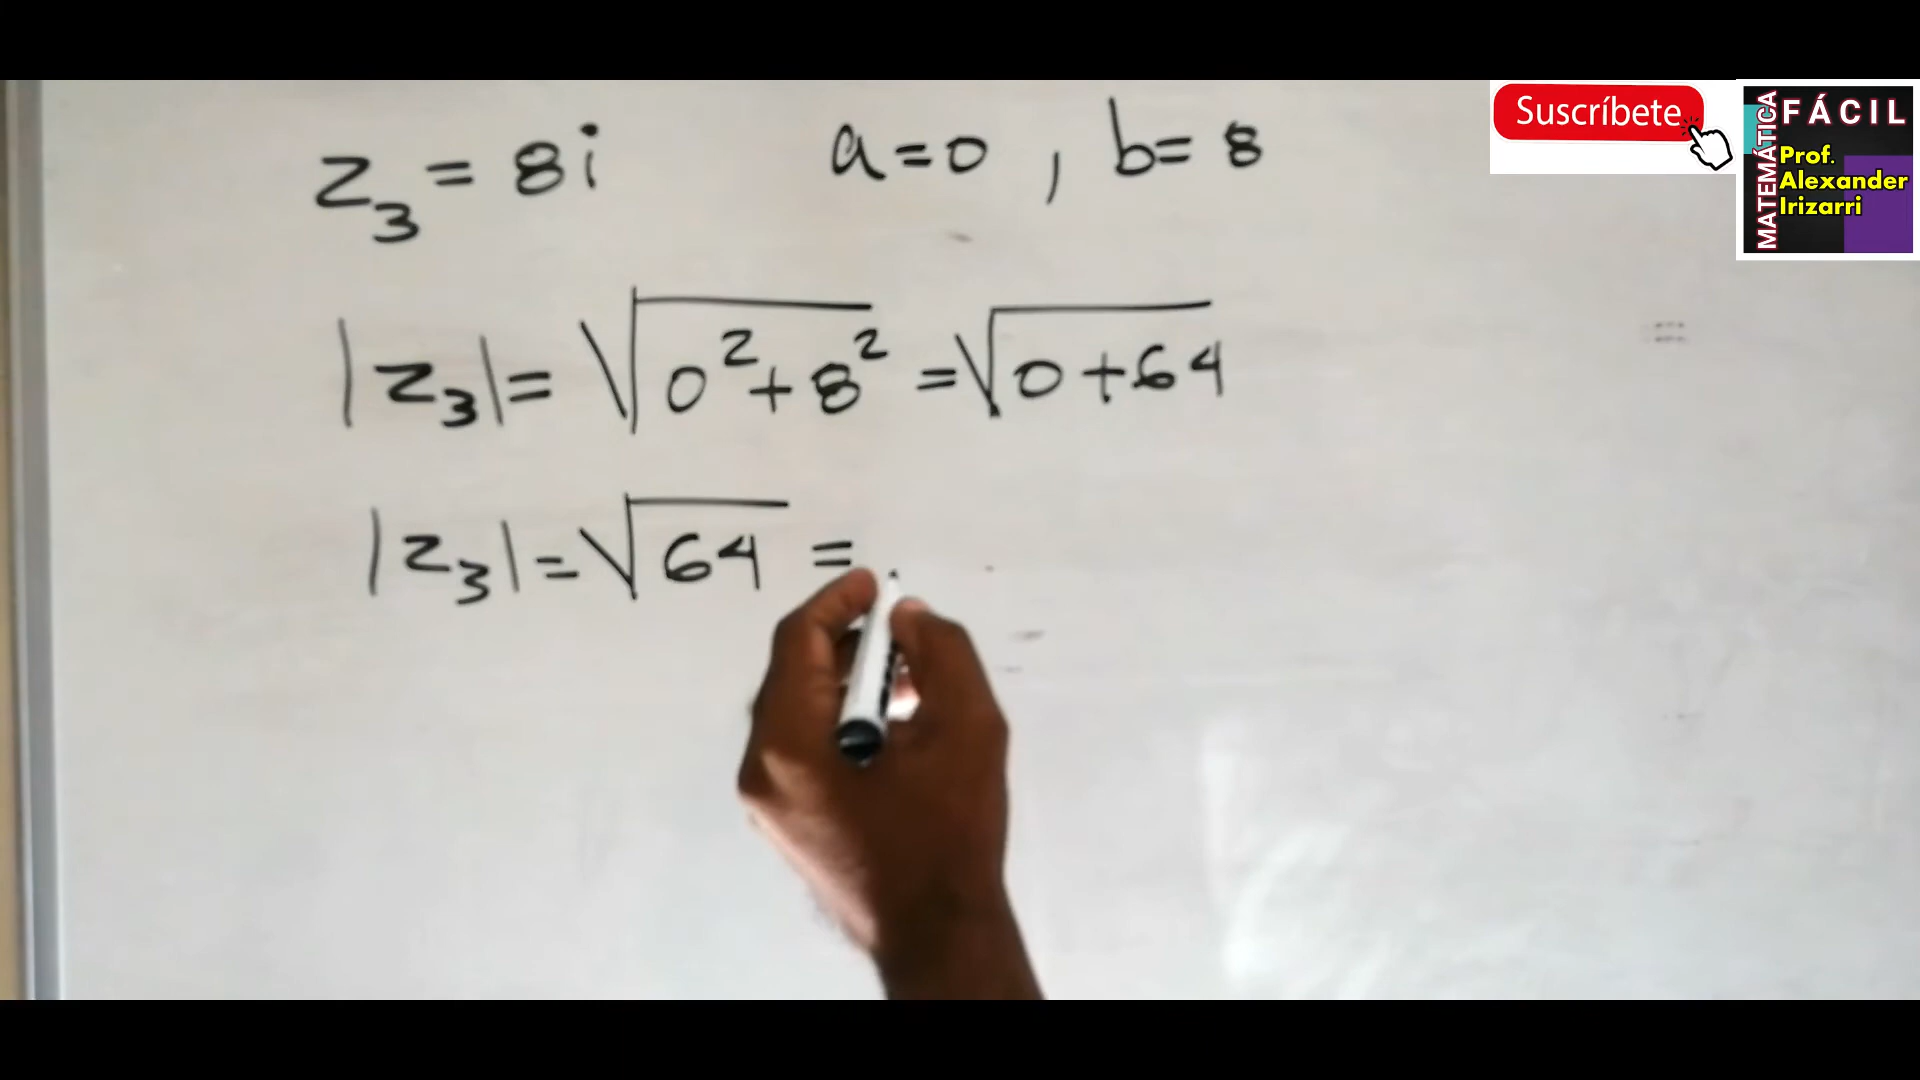 z₃ = 8i a=0 , b=8
|z₃|= √0²+8² =√0+64
|z₃|=√64 =
Suscríbete
MATEMÁTICA
FÁCIL
Prof.
Alexander
Irizarri